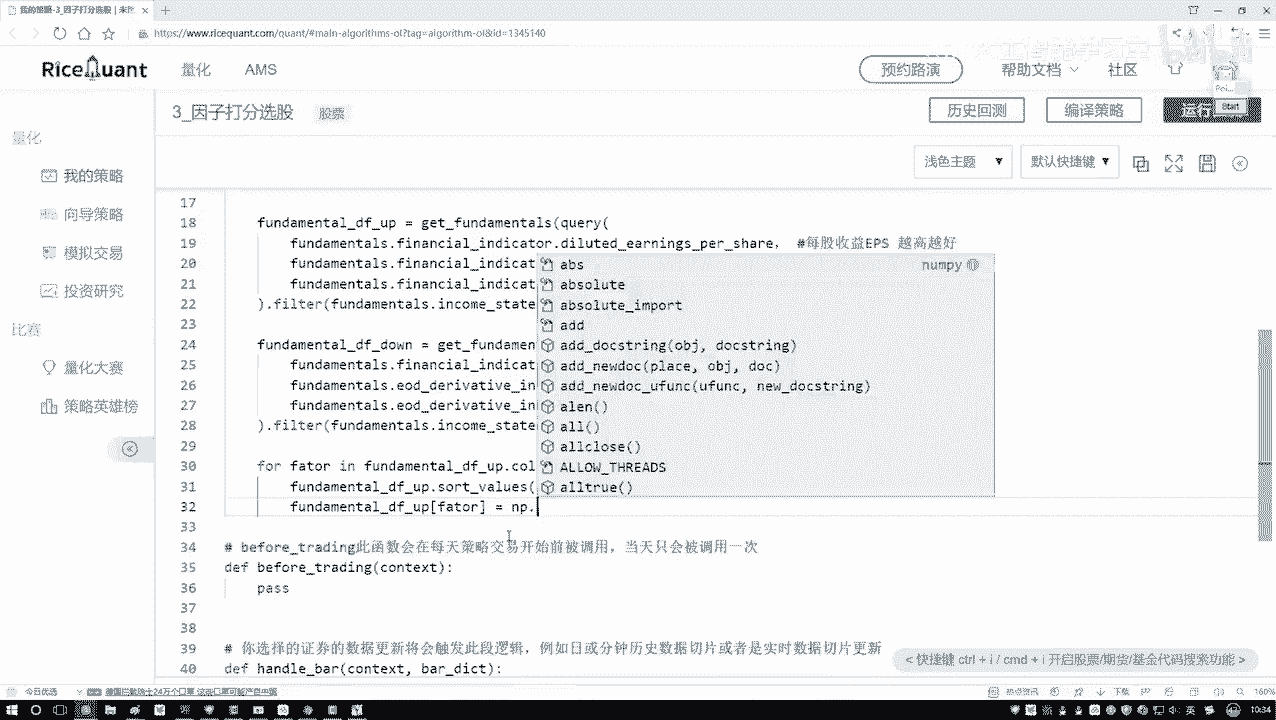 我的策略-3_因子打分选股
https://www.ricequant.com/quant/#main-algorithms-ol?tag=algorithm-ol&id=1345140
RiceQuant 量化 AMS 预约路演 帮助文档 社区
Start
3_因子打分选股 股票 历史回测 编译策略
浅色主题 默认快捷键
量化
我的策略
向导策略
模拟交易
投资研究
比赛
量化大赛
策略英雄榜
17
18 fundamental_df_up = get_fundamentals(query(
19 fundamentals.financial_indicator.diluted_earnings_per_share, #每股收益EPS 越高越好
20 fundamentals.financial_indicat
21 fundamentals.financial_indicat
22 ).filter(fundamentals.income_state
23
24 fundamental_df_down = get_fundamen
25 fundamentals.financial_indicat
26 fundamentals.eod_derivative_in
27 fundamentals.eod_derivative_in
28 ).filter(fundamentals.income_state
29
30 for fator in fundamental_df_up.col
31 fundamental_df_up.sort_values(
32 fundamental_df_up[fator] = np.
33
34 # before_trading此函数会在每天策略交易开始前被调用，当天只会被调用一次
35 def before_trading(context):
36 pass
37
38
39 # 你选择的证券的数据更新将会触发此段逻辑，例如日或分钟历史数据切片或者是实时数据切片更新
40 def handle_bar(context, bar_dict):
abs numpy
absolute
absolute_import
add
add_docstring(obj, docstring)
add_newdoc(place, obj, doc)
add_newdoc_ufunc(ufunc, new_docstring)
alen()
all()
allclose()
ALLOW_THREADS
alltrue()
< 快捷键 ctrl + i / cmd + i 开启股票/期货/基金代码搜索功能 >
今日优选
下载
160%
10:34